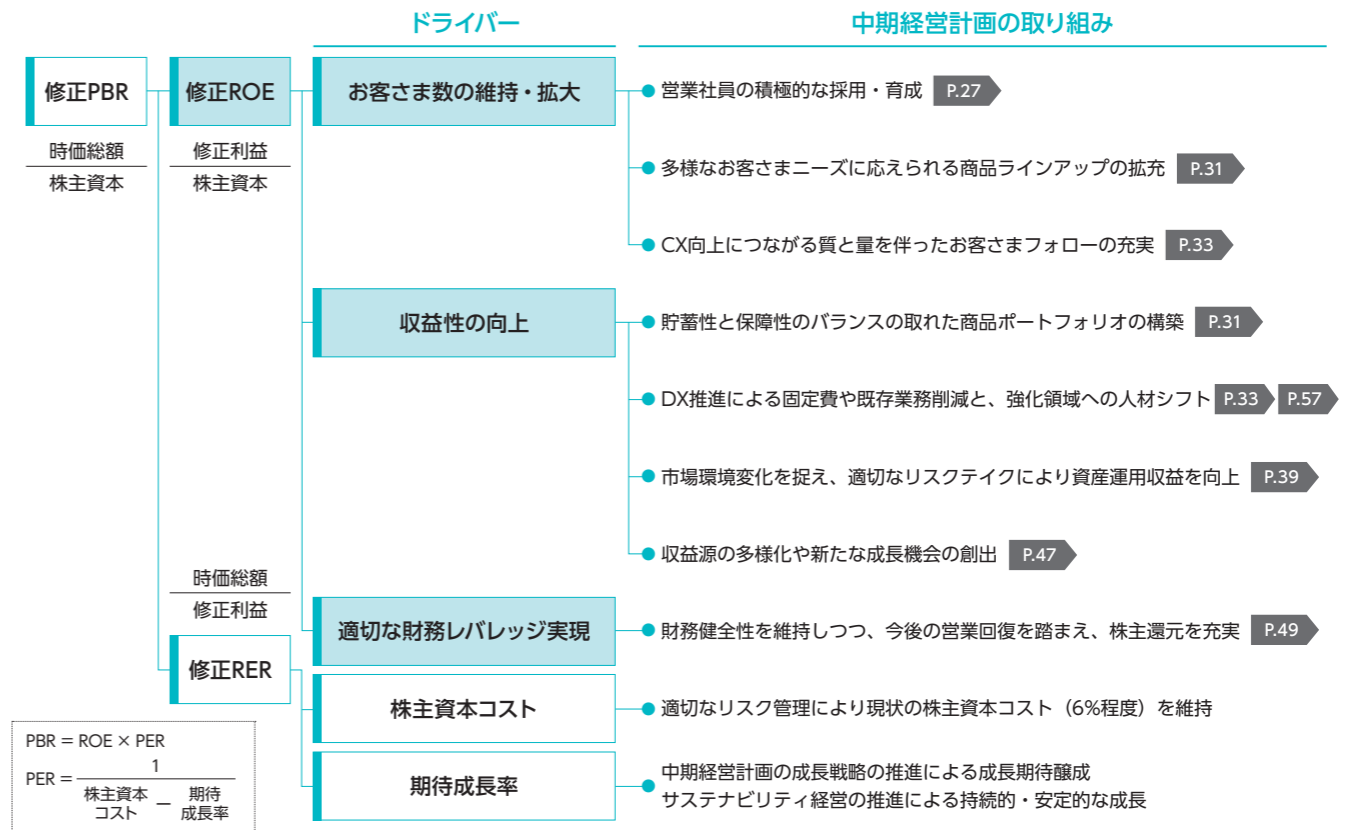 ドライバー
中期経営計画の取り組み
修正PBR
時価総額
株主資本
修正ROE
修正利益
株主資本
お客さま数の維持・拡大
営業社員の積極的な採用・育成 P.27
多様なお客さまニーズに応えられる商品ラインアップの拡充 P.31
CX向上につながる質と量を伴ったお客さまフォローの充実 P.33
収益性の向上
貯蓄性と保障性のバランスの取れた商品ポートフォリオの構築 P.31
DX推進による固定費や既存業務削減と、強化領域への人材シフト P.33 P.57
市場環境変化を捉え、適切なリスクテイクにより資産運用収益を向上 P.39
収益源の多様化や新たな成長機会の創出 P.47
適切な財務レバレッジ実現
財務健全性を維持しつつ、今後の営業回復を踏まえ、株主還元を充実 P.49
時価総額
修正利益
修正RER
株主資本コスト
適切なリスク管理により現状の株主資本コスト（6%程度）を維持
期待成長率
中期経営計画の成長戦略の推進による成長期待醸成
サステナビリティ経営の推進による持続的・安定的な成長
PBR = ROE × PER
PER =
1
株主資本コスト － 期待成長率